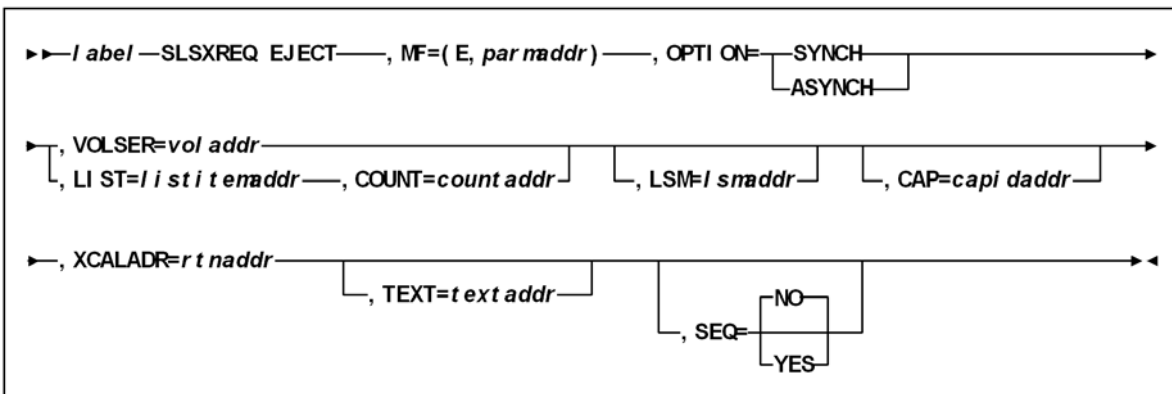 label SLSXREQ EJECT , MF=(E,parmaddr) , OPTION= SYNCH
ASYNCH
, VOLSER=voladdr
, LIST=listitemaddr , COUNT=countaddr , LSM=lsmaddr , CAP=capidaddr
, XCALADR=rtnaddr
, TEXT=textaddr
NO
, SEQ=
YES